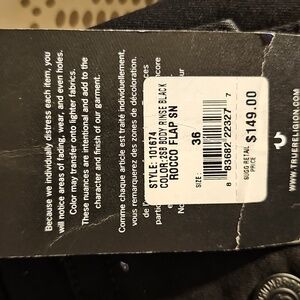 Because we individually distress each item, you
will notice areas of fading, wear, and even holes.
Color may transfer onto lighter fabrics.
These nuances are intentional and add to the
character and finish of our garment.
Comme chaque article est traité individuellement,
vous remarquerez des zones de décoloration,
STYLE: 101674
COLOR: 2SB BODY RINSE BLACK
ROCCO FLAP SN
SIZE
36
8 83682 22327 7
SUGG RETAIL
PRICE
$149.00
WWW.TRUERELIGION.COM